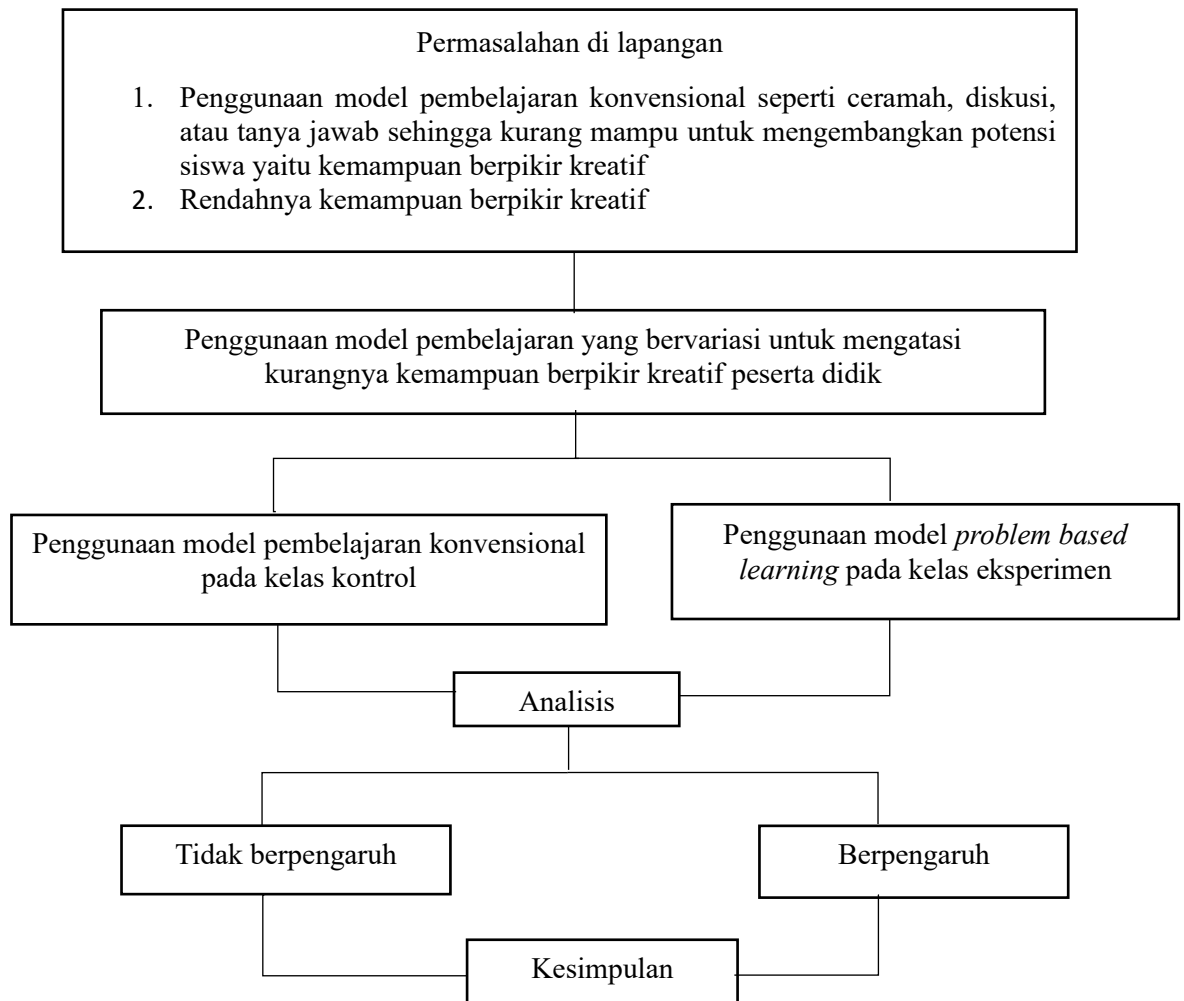 Permasalahan di lapangan
1. Penggunaan model pembelajaran konvensional seperti ceramah, diskusi,
atau tanya jawab sehingga kurang mampu untuk mengembangkan potensi
siswa yaitu kemampuan berpikir kreatif
2. Rendahnya kemampuan berpikir kreatif
Penggunaan model pembelajaran yang bervariasi untuk mengatasi
kurangnya kemampuan berpikir kreatif peserta didik
Penggunaan model pembelajaran konvensional
pada kelas kontrol
Penggunaan model problem based
learning pada kelas eksperimen
Analisis
Tidak berpengaruh
Berpengaruh
Kesimpulan